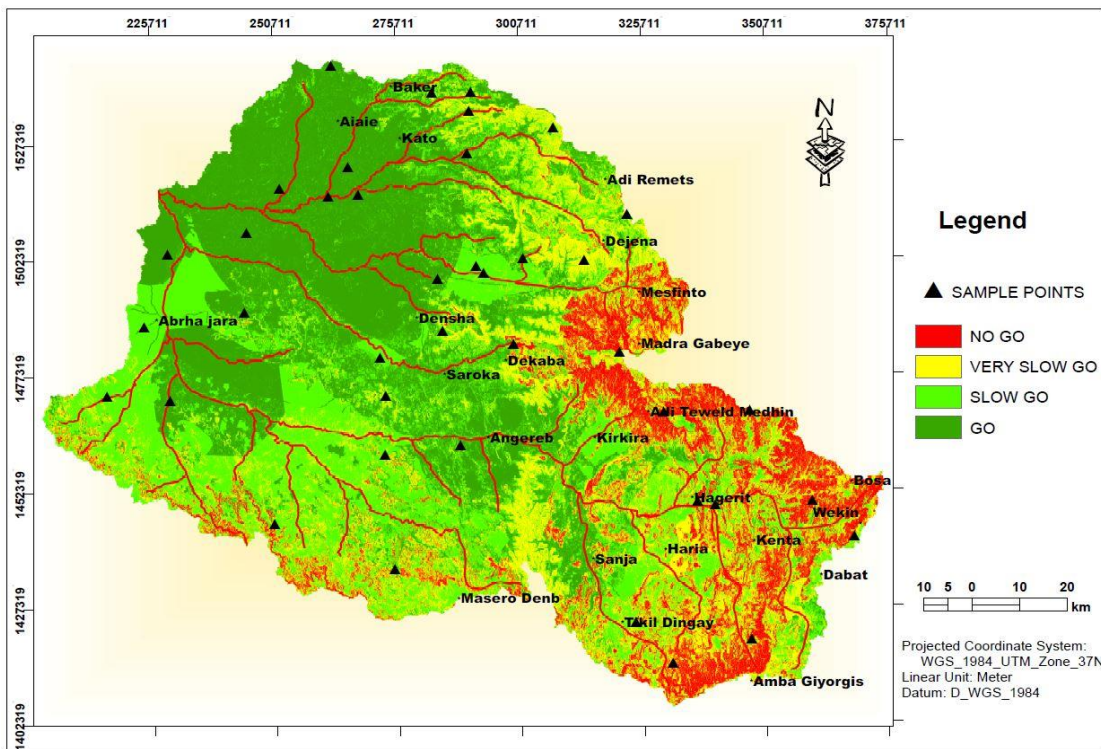 225711 250711 275711 300711 325711 350711 375711
1527319
1502319
1477319
1452319
1427319
1402319
N
Baker
Aiaie
Kato
Adi Remets
Dejena
Mesfinto
Abrha jara
Densha
Madra Gabeye
Dekaba
Saroka
Adi Teweld Medhin
Angereb
Kirkira
Bosa
Hagerit
Wekin
Kenta
Haria
Sanja
Dabat
Masero Denb
Tikil Dingay
Amba Giyorgis
Legend
SAMPLE POINTS
NO GO
VERY SLOW GO
SLOW GO
GO
10 5 0 10 20
km
Projected Coordinate System:
WGS_1984_UTM_Zone_37N
Linear Unit: Meter
Datum: D_WGS_1984